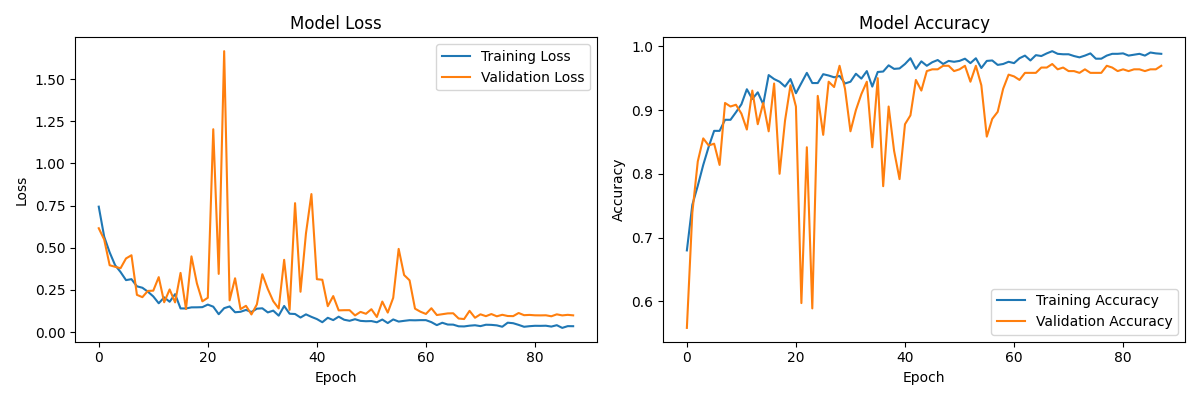 Model Loss
Training Loss
Validation Loss
1.50
1.25
1.00
0.75
0.50
0.25
0.00
Loss
0 20 40 60 80
Epoch
Model Accuracy
1.0
0.9
0.8
0.7
0.6
Accuracy
Training Accuracy
Validation Accuracy
0 20 40 60 80
Epoch